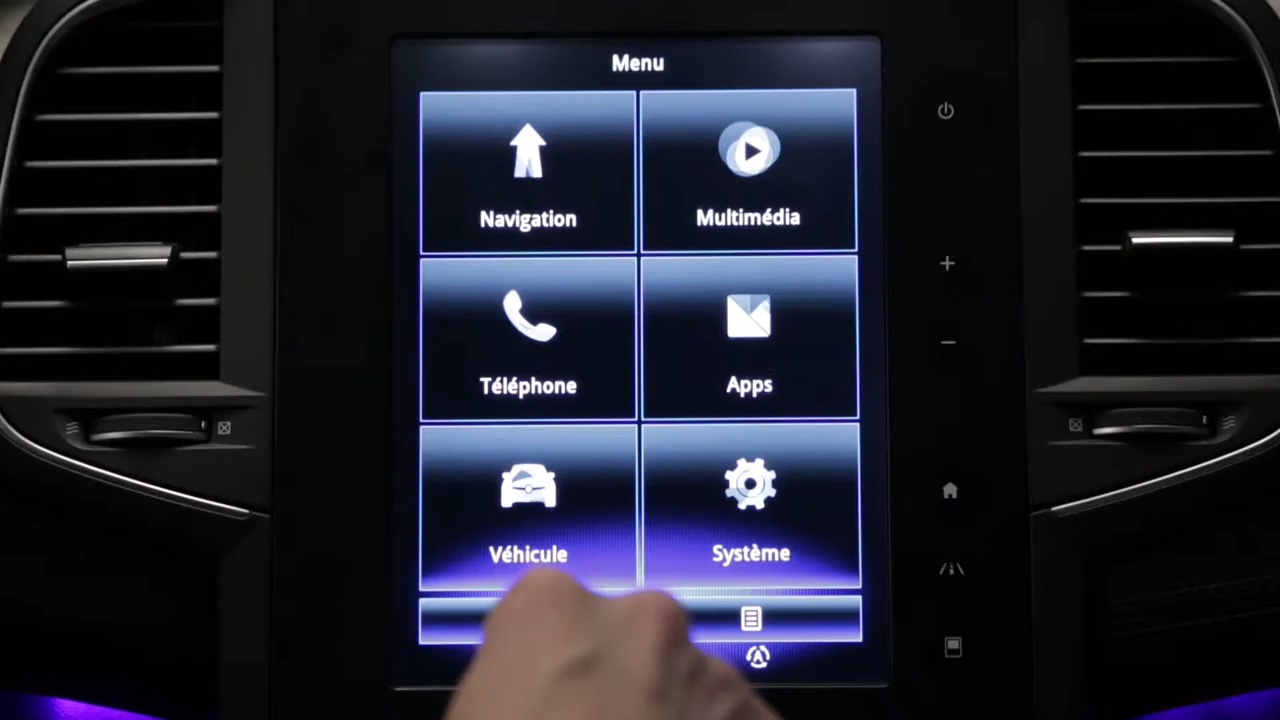 Menu
Navigation
Multimédia
Téléphone
Apps
Véhicule
Système